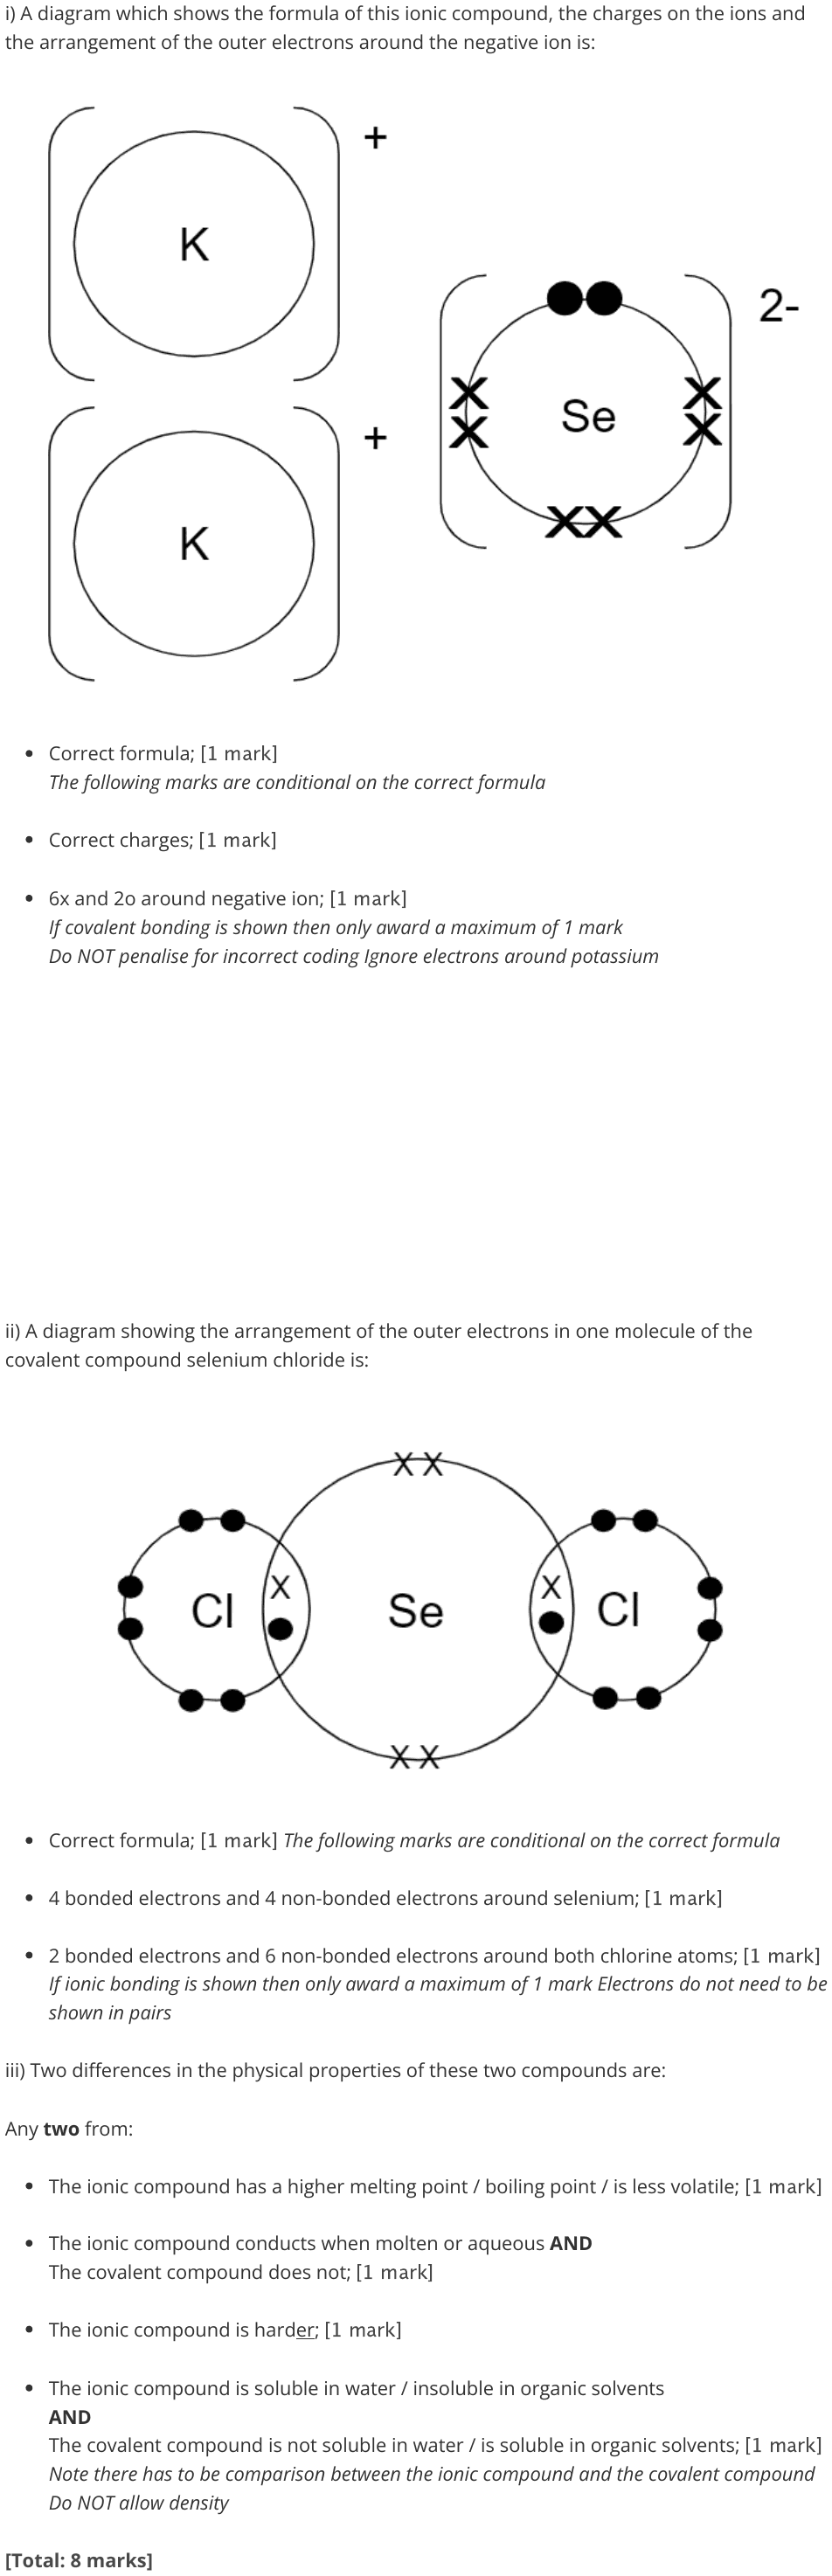 i) A diagram which shows the formula of this ionic compound, the charges on the ions and
the arrangement of the outer electrons around the negative ion is:
+
K
2-
XX
Se
XX
XX
+
K
• Correct formula; [1 mark]
The following marks are conditional on the correct formula
• Correct charges; [1 mark]
• 6x and 2o around negative ion; [1 mark]
If covalent bonding is shown then only award a maximum of 1 mark
Do NOT penalise for incorrect coding Ignore electrons around potassium
ii) A diagram showing the arrangement of the outer electrons in one molecule of the
covalent compound selenium chloride is:
XX
X
X
Cl
Se
Cl
XX
• Correct formula; [1 mark] The following marks are conditional on the correct formula
• 4 bonded electrons and 4 non-bonded electrons around selenium; [1 mark]
• 2 bonded electrons and 6 non-bonded electrons around both chlorine atoms; [1 mark]
If ionic bonding is shown then only award a maximum of 1 mark Electrons do not need to be
shown in pairs
iii) Two differences in the physical properties of these two compounds are:
Any two from:
• The ionic compound has a higher melting point / boiling point / is less volatile; [1 mark]
• The ionic compound conducts when molten or aqueous AND
The covalent compound does not; [1 mark]
• The ionic compound is harder; [1 mark]
• The ionic compound is soluble in water / insoluble in organic solvents
AND
The covalent compound is not soluble in water / is soluble in organic solvents; [1 mark]
Note there has to be comparison between the ionic compound and the covalent compound
Do NOT allow density
[Total: 8 marks]